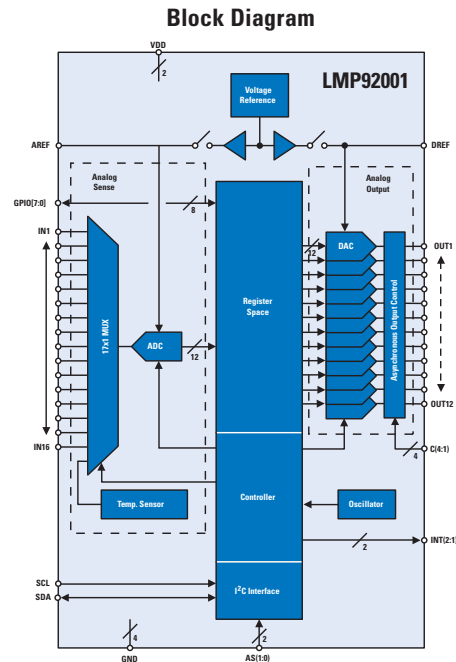 Block Diagram
VDD
2
LMP92001
Voltage
Reference
AREF
DREF
Analog
Sense
Analog
Output
GPIO[7:0]
8
IN1
12
DAC
OUT1
Register
Space
17x1 MUX
ADC
12
Asynchronous Output Control
OUT12
IN16
4
C(4:1)
Temp. Sensor
Controller
Oscillator
2
INT(2:1)
SCL
SDA
I²C Interface
4
2
GND
AS(1:0)